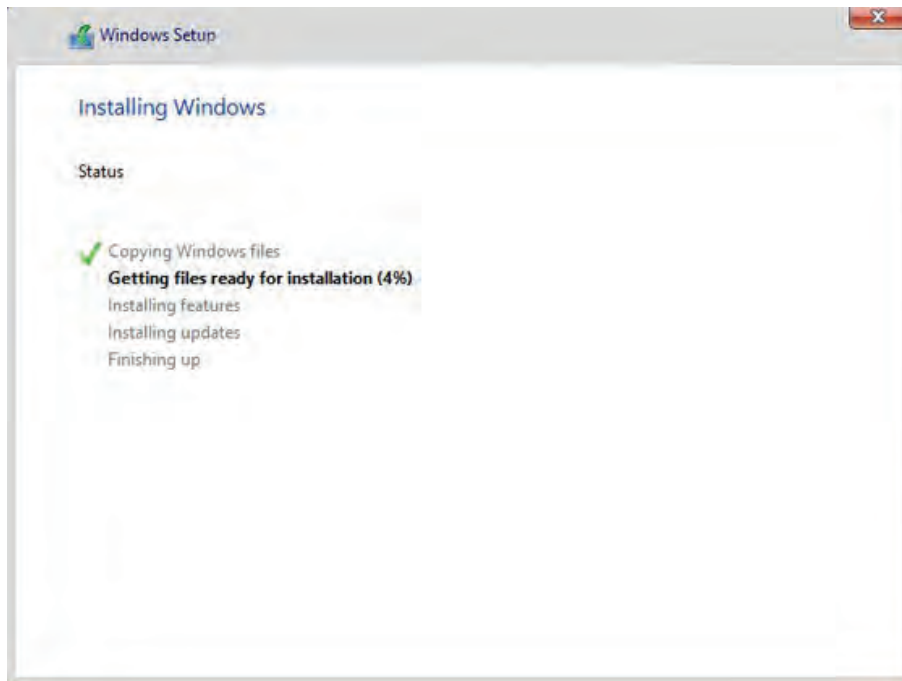 Windows Setup
Installing Windows
Status
Copying Windows files
Getting files ready for installation (4%)
Installing features
Installing updates
Finishing up